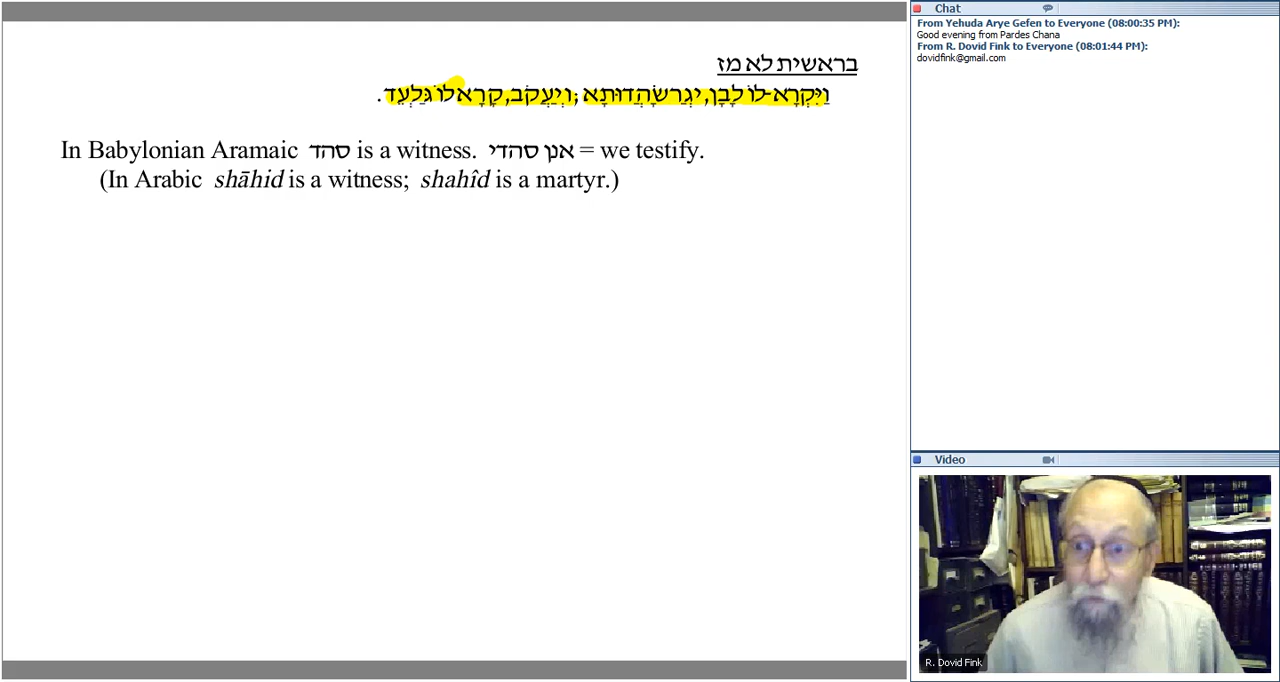 בראשית לא מז
וַיִּקְרָא-לוֹ לָבָן, יְגַר שָׂהֲדוּתָא; וְיַעֲקֹב, קָרָא לוֹ גַּלְעֵד.
In Babylonian Aramaic סהד is a witness. אנן סהדי = we testify.
(In Arabic shāhid is a witness; shahîd is a martyr.)
Chat
From Yehuda Arye Gefen to Everyone (08:00:35 PM):
Good evening from Pardes Chana
From R. Dovid Fink to Everyone (08:01:44 PM):
dovidfink@gmail.com
Video
R. Dovid Fink